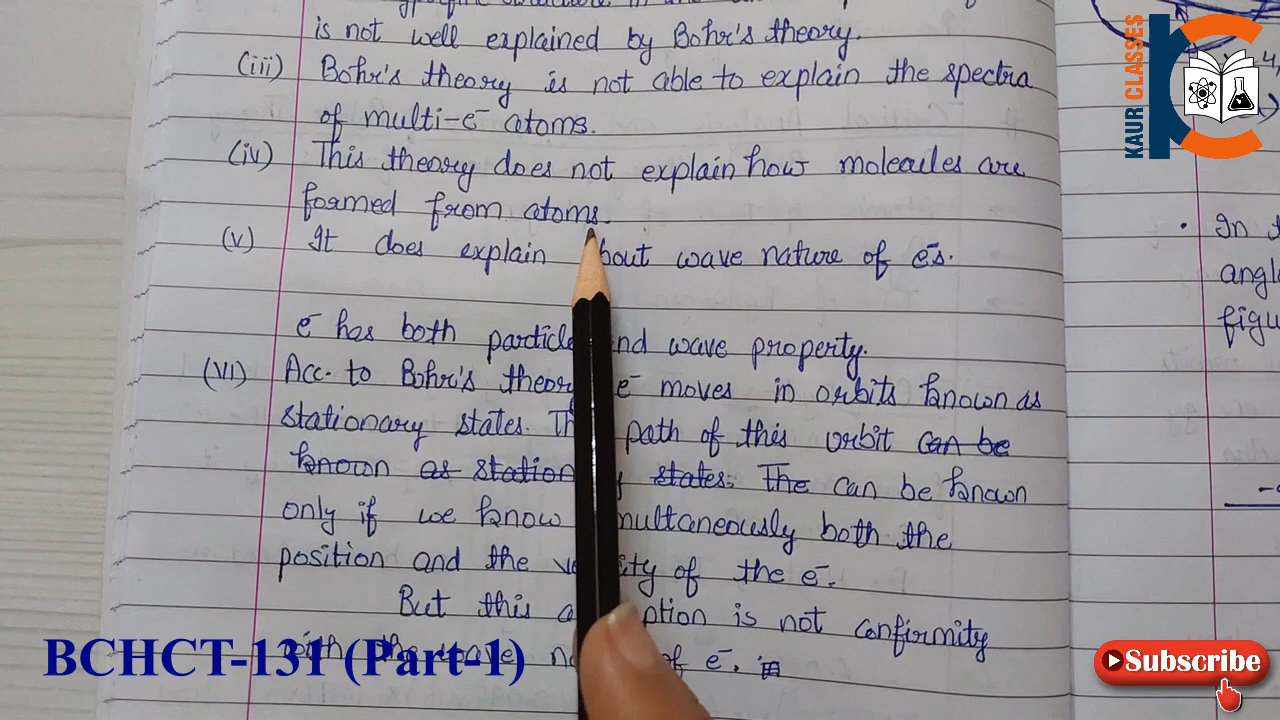 is not well explained by Bohr's theory.
(iii) Bohr's theory is not able to explain the spectra
of multi-e⁻ atoms.
(iv) This theory does not explain how molecules are
formed from atoms.
(v) It does explain bout wave nature of e⁻s.
e⁻ has both particle nd wave property.
(VI) Acc. to Bohr's theor e⁻ moves in orbits known as
stationary states. Th path of this orbit can be
known as station y states. The can be known
only if we know multaneously both the
position and the ve ity of the e⁻.
But this a ption is not confirmity
with the wave n of e⁻.
In
angl
figu
KAUR CLASSES
BCHCT-131 (Part-1)
Subscribe